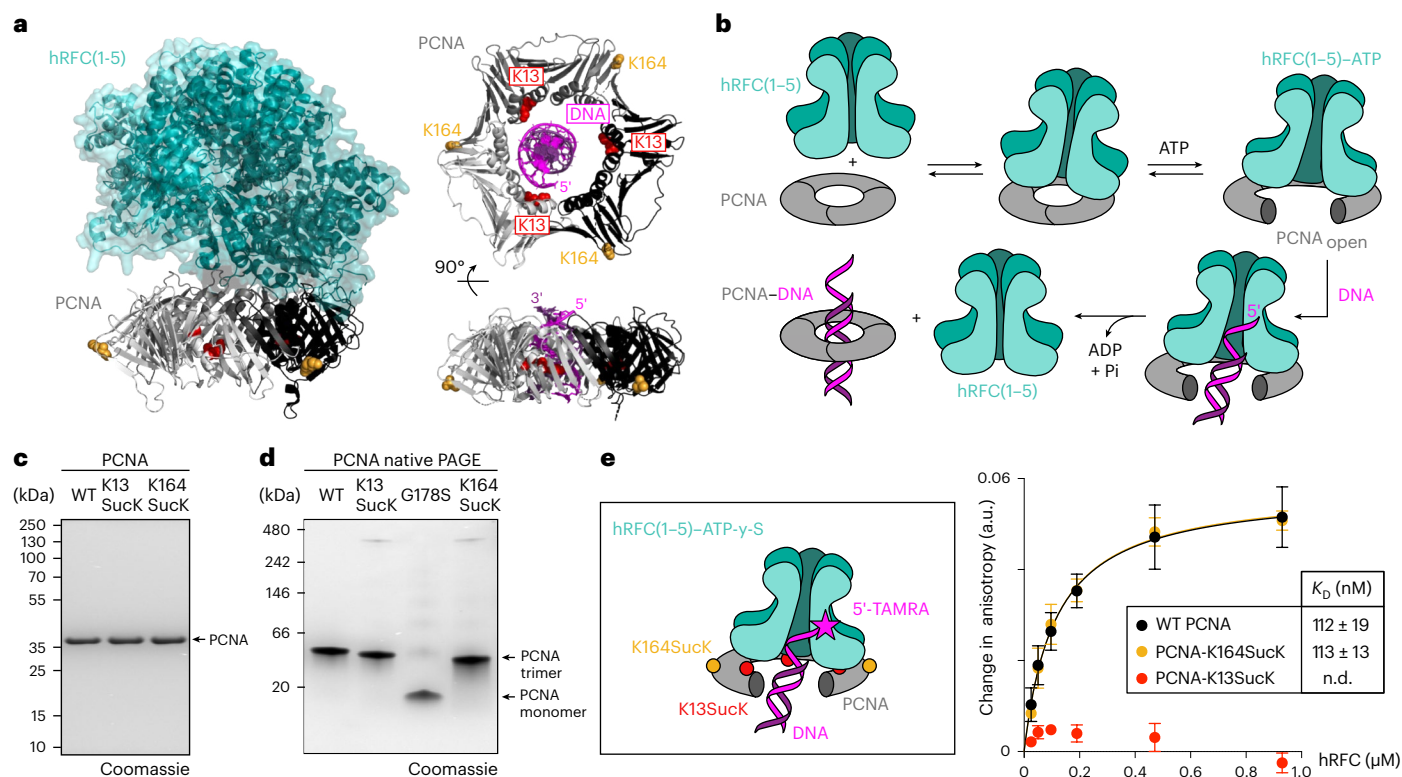 a
hRFC(1-5)
PCNA
PCNA
K164
K13
DNA
K164
K13
5'
K13
K164
90°
3'
5'
b
hRFC(1–5)
+
PCNA
ATP
hRFC(1–5)–ATP
PCNA open
DNA
5'
ADP
+ Pi
hRFC(1–5)
+
PCNA–DNA
c
PCNA
(kDa)
WT
K13 SucK
K164 SucK
250
130
100
70
55
35
25
15
10
PCNA
Coomassie
d
PCNA native PAGE
(kDa)
WT
K13 SucK
G178S
K164 SucK
480
242
146
66
20
PCNA trimer
PCNA monomer
Coomassie
e
hRFC(1–5)–ATP-γ-S
5'-TAMRA
K164SucK
K13SucK
PCNA
DNA
Change in anisotropy (a.u.)
0.06
0
0
0.2
0.4
0.6
0.8
1.0
hRFC (μM)
KD (nM)
WT PCNA 112 ± 19
PCNA-K164SucK 113 ± 13
PCNA-K13SucK n.d.